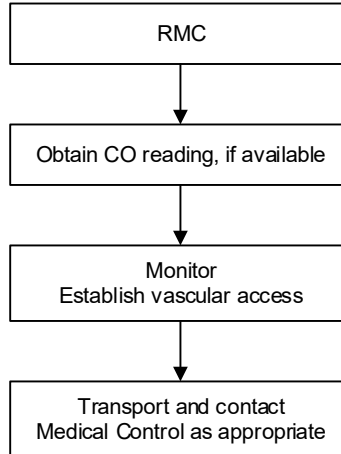 RMC
Obtain CO reading, if available
Monitor
Establish vascular access
Transport and contact
Medical Control as appropriate